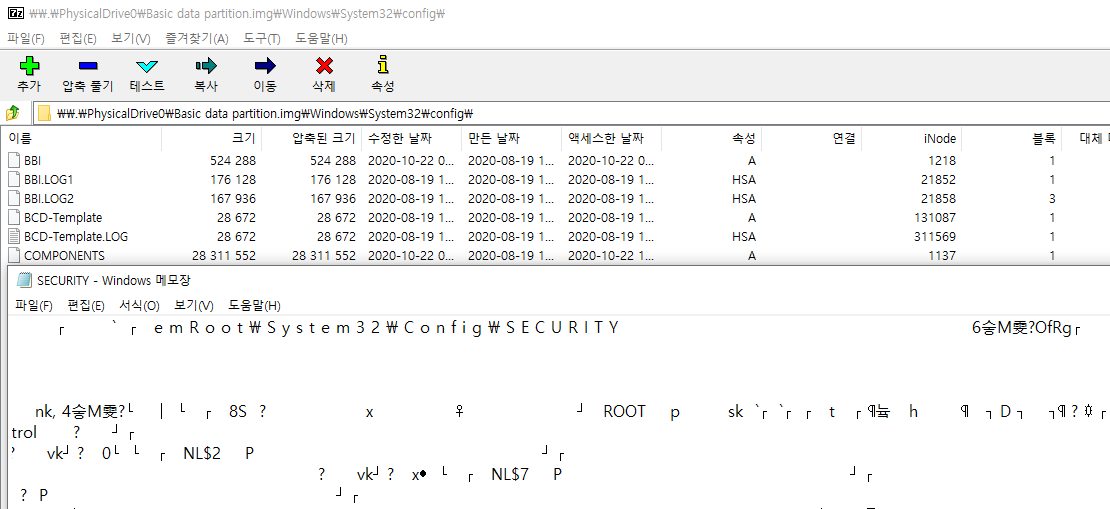 7z ₩₩.₩PhysicalDrive0₩Basic data partition.img₩Windows₩System32₩config₩
파일(F) 편집(E) 보기(V) 즐겨찾기(A) 도구(T) 도움말(H)
추가 압축 풀기 테스트 복사 이동 삭제 속성
₩₩.₩PhysicalDrive0₩Basic data partition.img₩Windows₩System32₩config₩
이름 크기 압축된 크기 수정한 날짜 만든 날짜 액세스한 날짜 속성 연결 iNode 블록 대체
BBI 524 288 524 288 2020-10-22 0... 2020-08-19 1... 2020-10-22 0... A 1218 1
BBI.LOG1 176 128 176 128 2020-08-19 1... 2020-08-19 1... 2020-08-19 1... HSA 21852 1
BBI.LOG2 167 936 167 936 2020-08-19 1... 2020-08-19 1... 2020-08-19 1... HSA 21858 3
BCD-Template 28 672 28 672 2020-08-19 1... 2020-08-19 1... 2020-08-19 1... A 131087 1
BCD-Template.LOG 28 672 28 672 2020-08-19 1... 2020-08-19 1... 2020-08-19 1... HSA 311569 1
COMPONENTS 28 311 552 28 311 552 2020-10-22 0... 2020-08-19 1... 2020-10-22 1... A 1137 1
SECURITY - Windows 메모장
파일(F) 편집(E) 서식(O) 보기(V) 도움말(H)
┌ ` ┌ e m R o o t ₩ S y s t e m 3 2 ₩ C o n f i g ₩ S E C U R I T Y 6숳M?OfRg┌
nk, 4숳M?└ │ └ ┌ 8S ? x ♀ ┘ ROOT p sk `┌ `┌ ┌ t ┌¶ h ¶ ┐D┐ ┐¶? ┌
trol ? ┘┌
vk┘? 0└ └ ┌ NL$2 P ┘┌
? vk┘? x● └ ┌ NL$7 P ┘┌
? P ┘┌